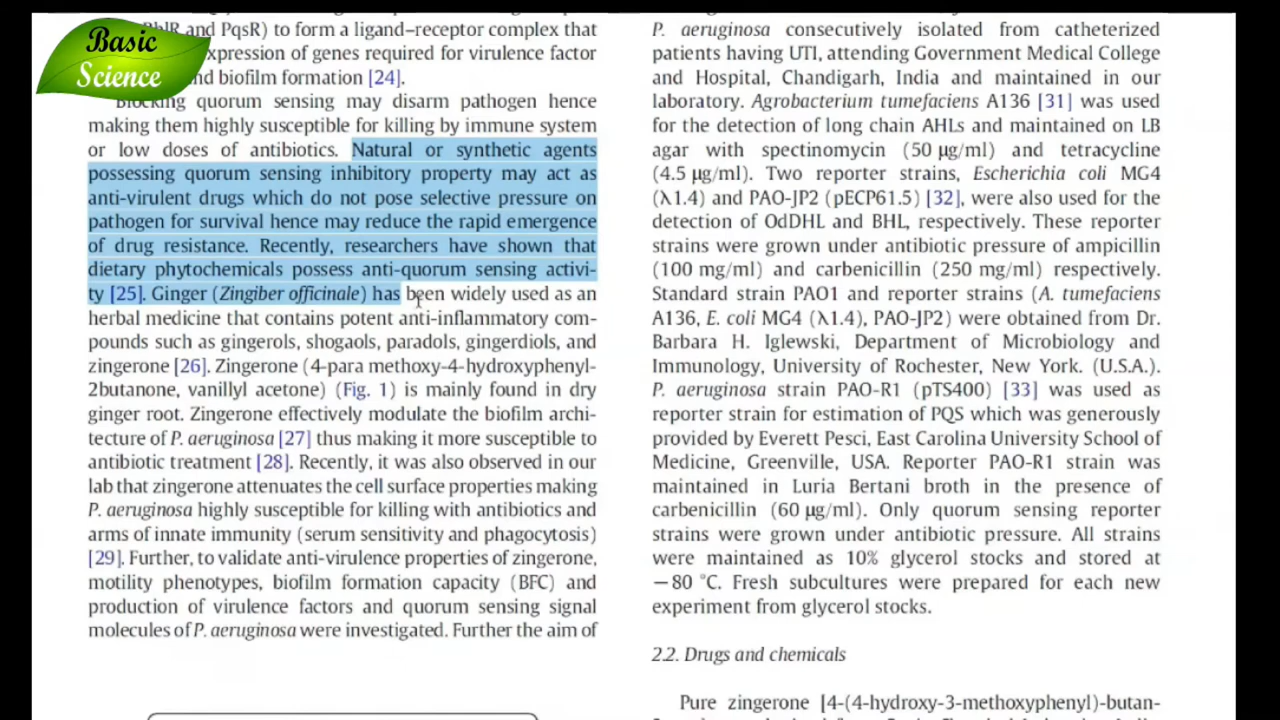 Basic
Science
RhlR and PqsR) to form a ligand–receptor complex that
expression of genes required for virulence factor
nd biofilm formation [24].
Blocking quorum sensing may disarm pathogen hence
making them highly susceptible for killing by immune system
or low doses of antibiotics. Natural or synthetic agents
possessing quorum sensing inhibitory property may act as
anti-virulent drugs which do not pose selective pressure on
pathogen for survival hence may reduce the rapid emergence
of drug resistance. Recently, researchers have shown that
dietary phytochemicals possess anti-quorum sensing activi-
ty [25]. Ginger (Zingiber officinale) has been widely used as an
herbal medicine that contains potent anti-inflammatory com-
pounds such as gingerols, shogaols, paradols, gingerdiols, and
zingerone [26]. Zingerone (4-para methoxy-4-hydroxyphenyl-
2butanone, vanillyl acetone) (Fig. 1) is mainly found in dry
ginger root. Zingerone effectively modulate the biofilm archi-
tecture of P. aeruginosa [27] thus making it more susceptible to
antibiotic treatment [28]. Recently, it was also observed in our
lab that zingerone attenuates the cell surface properties making
P. aeruginosa highly susceptible for killing with antibiotics and
arms of innate immunity (serum sensitivity and phagocytosis)
[29]. Further, to validate anti-virulence properties of zingerone,
motility phenotypes, biofilm formation capacity (BFC) and
production of virulence factors and quorum sensing signal
molecules of P. aeruginosa were investigated. Further the aim of
P. aeruginosa consecutively isolated from catheterized
patients having UTI, attending Government Medical College
and Hospital, Chandigarh, India and maintained in our
laboratory. Agrobacterium tumefaciens A136 [31] was used
for the detection of long chain AHLs and maintained on LB
agar with spectinomycin (50 μg/ml) and tetracycline
(4.5 μg/ml). Two reporter strains, Escherichia coli MG4
(λ1.4) and PAO-JP2 (pECP61.5) [32], were also used for the
detection of OdDHL and BHL, respectively. These reporter
strains were grown under antibiotic pressure of ampicillin
(100 mg/ml) and carbenicillin (250 mg/ml) respectively.
Standard strain PAO1 and reporter strains (A. tumefaciens
A136, E. coli MG4 (λ1.4), PAO-JP2) were obtained from Dr.
Barbara H. Iglewski, Department of Microbiology and
Immunology, University of Rochester, New York. (U.S.A.).
P. aeruginosa strain PAO-R1 (pTS400) [33] was used as
reporter strain for estimation of PQS which was generously
provided by Everett Pesci, East Carolina University School of
Medicine, Greenville, USA. Reporter PAO-R1 strain was
maintained in Luria Bertani broth in the presence of
carbenicillin (60 μg/ml). Only quorum sensing reporter
strains were grown under antibiotic pressure. All strains
were maintained as 10% glycerol stocks and stored at
−80 °C. Fresh subcultures were prepared for each new
experiment from glycerol stocks.
2.2. Drugs and chemicals
Pure zingerone [4-(4-hydroxy-3-methoxyphenyl)-butan-